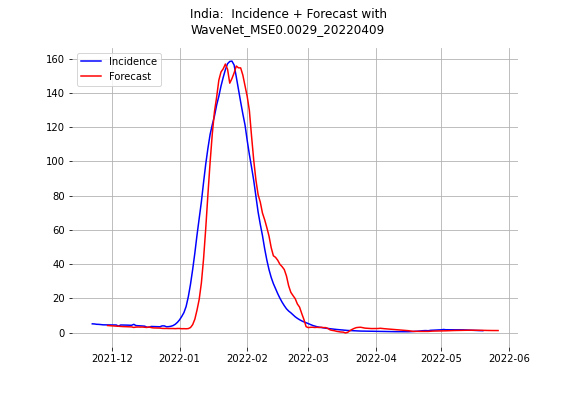 India:  Incidence + Forecast with
WaveNet_MSE0.0029_20220409
Incidence
Forecast
160
140
120
100
80
60
40
20
0
2021-12 2022-01 2022-02 2022-03 2022-04 2022-05 2022-06